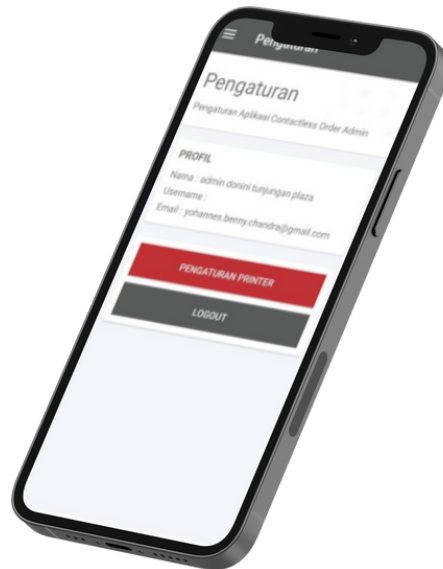 Pengaturan
Pengaturan
Pengaturan Aplikasi Contactless Order Admin
PROFIL
Nama : admin donini tunjungan plaza
Username :
Email : yohannes.benny.chandra@gmail.com
PENGATURAN PRINTER
LOGOUT